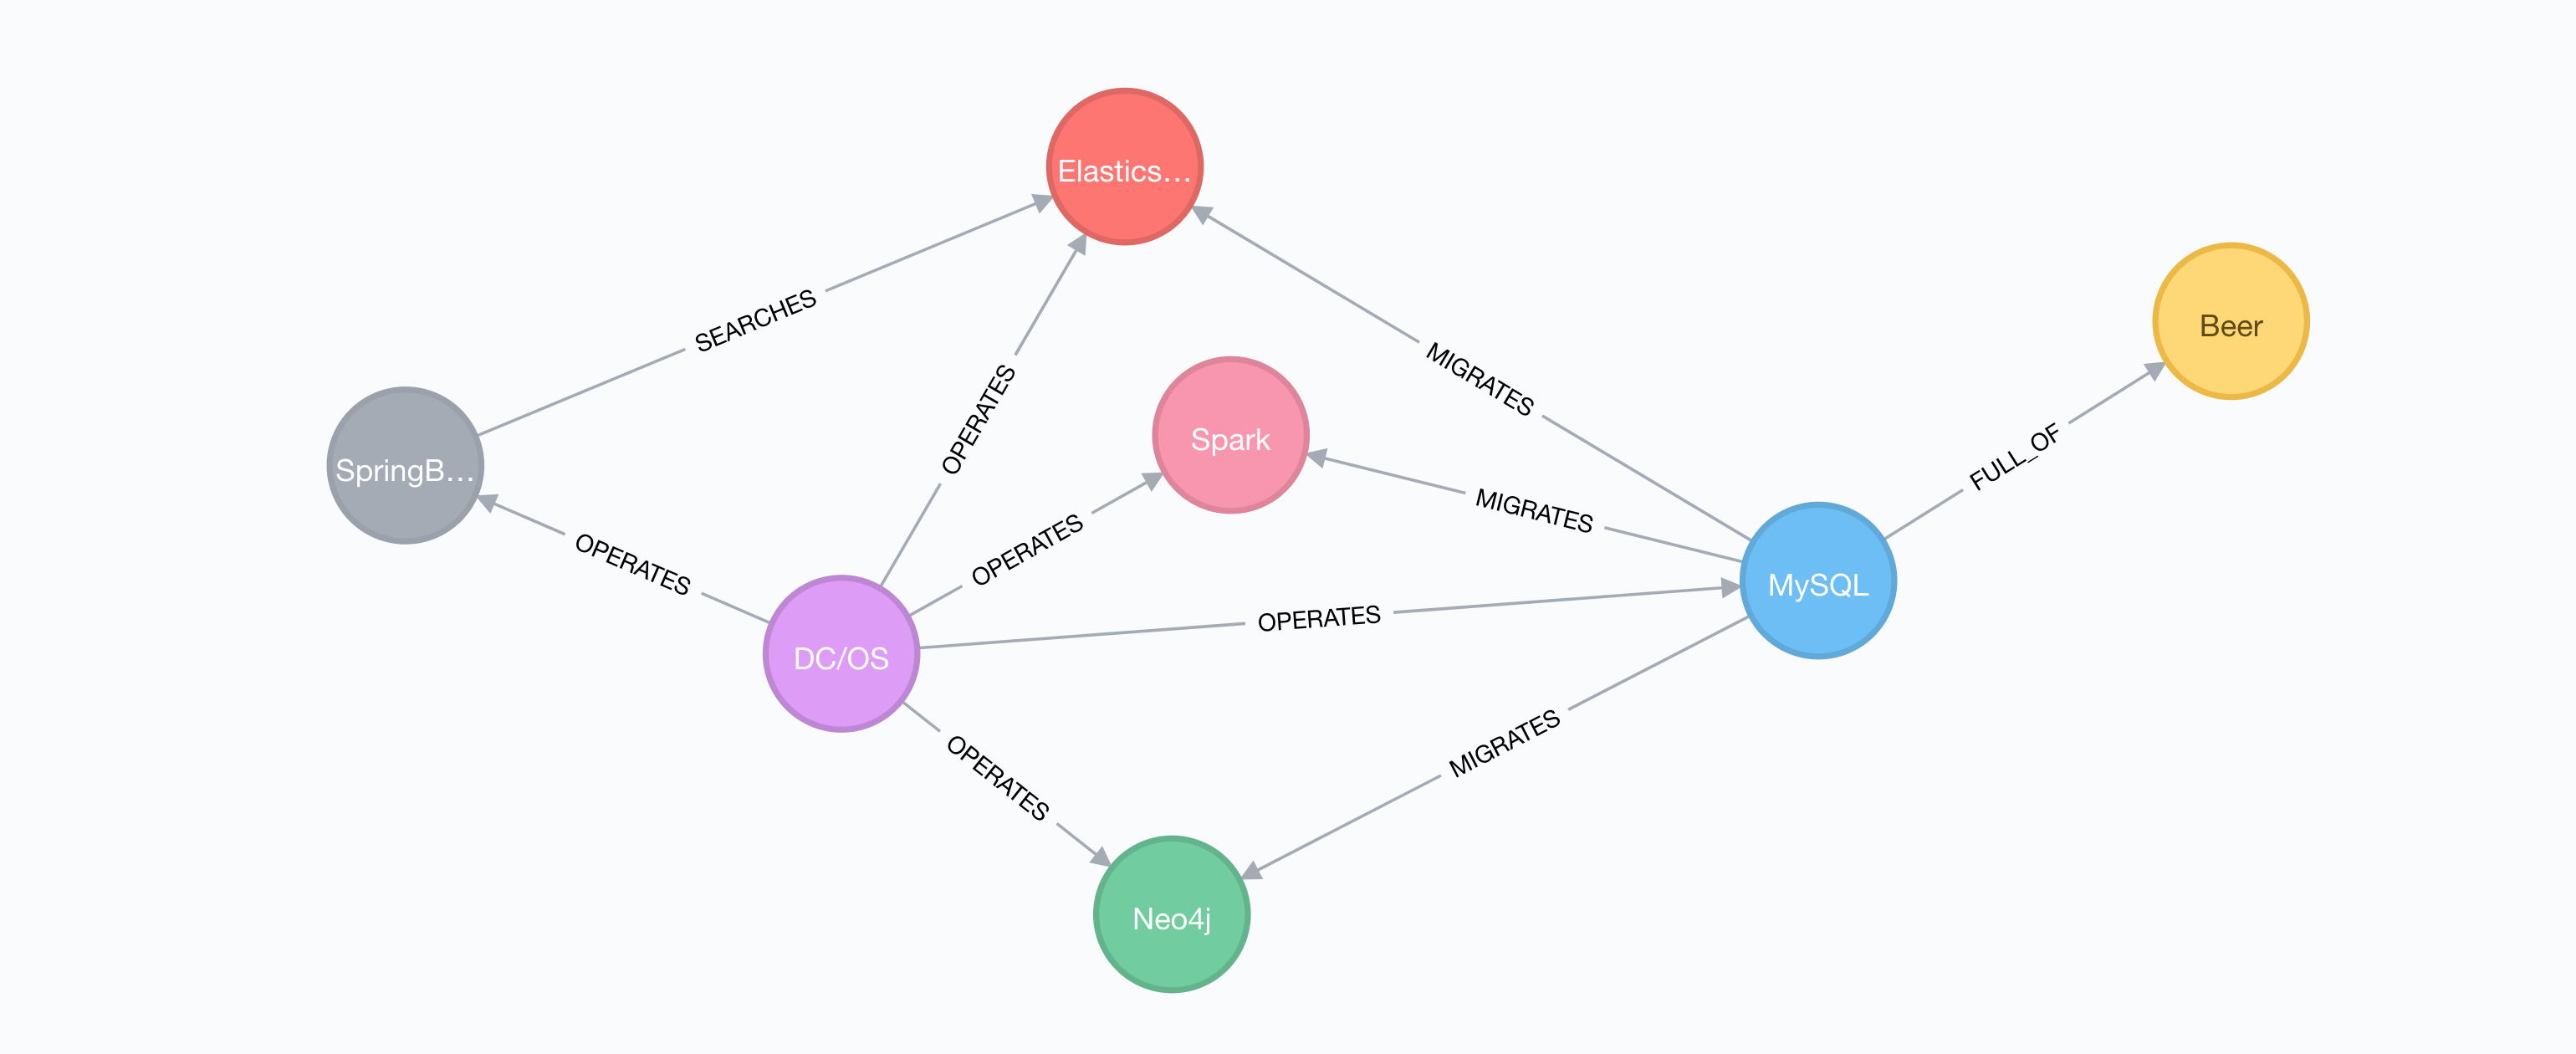 Elastics...
SEARCHES
Beer
OPERATES
MIGRATES
Spark
SpringB...
FULL_OF
MIGRATES
OPERATES
OPERATES
MySQL
OPERATES
DC/OS
OPERATES
MIGRATES
Neo4j